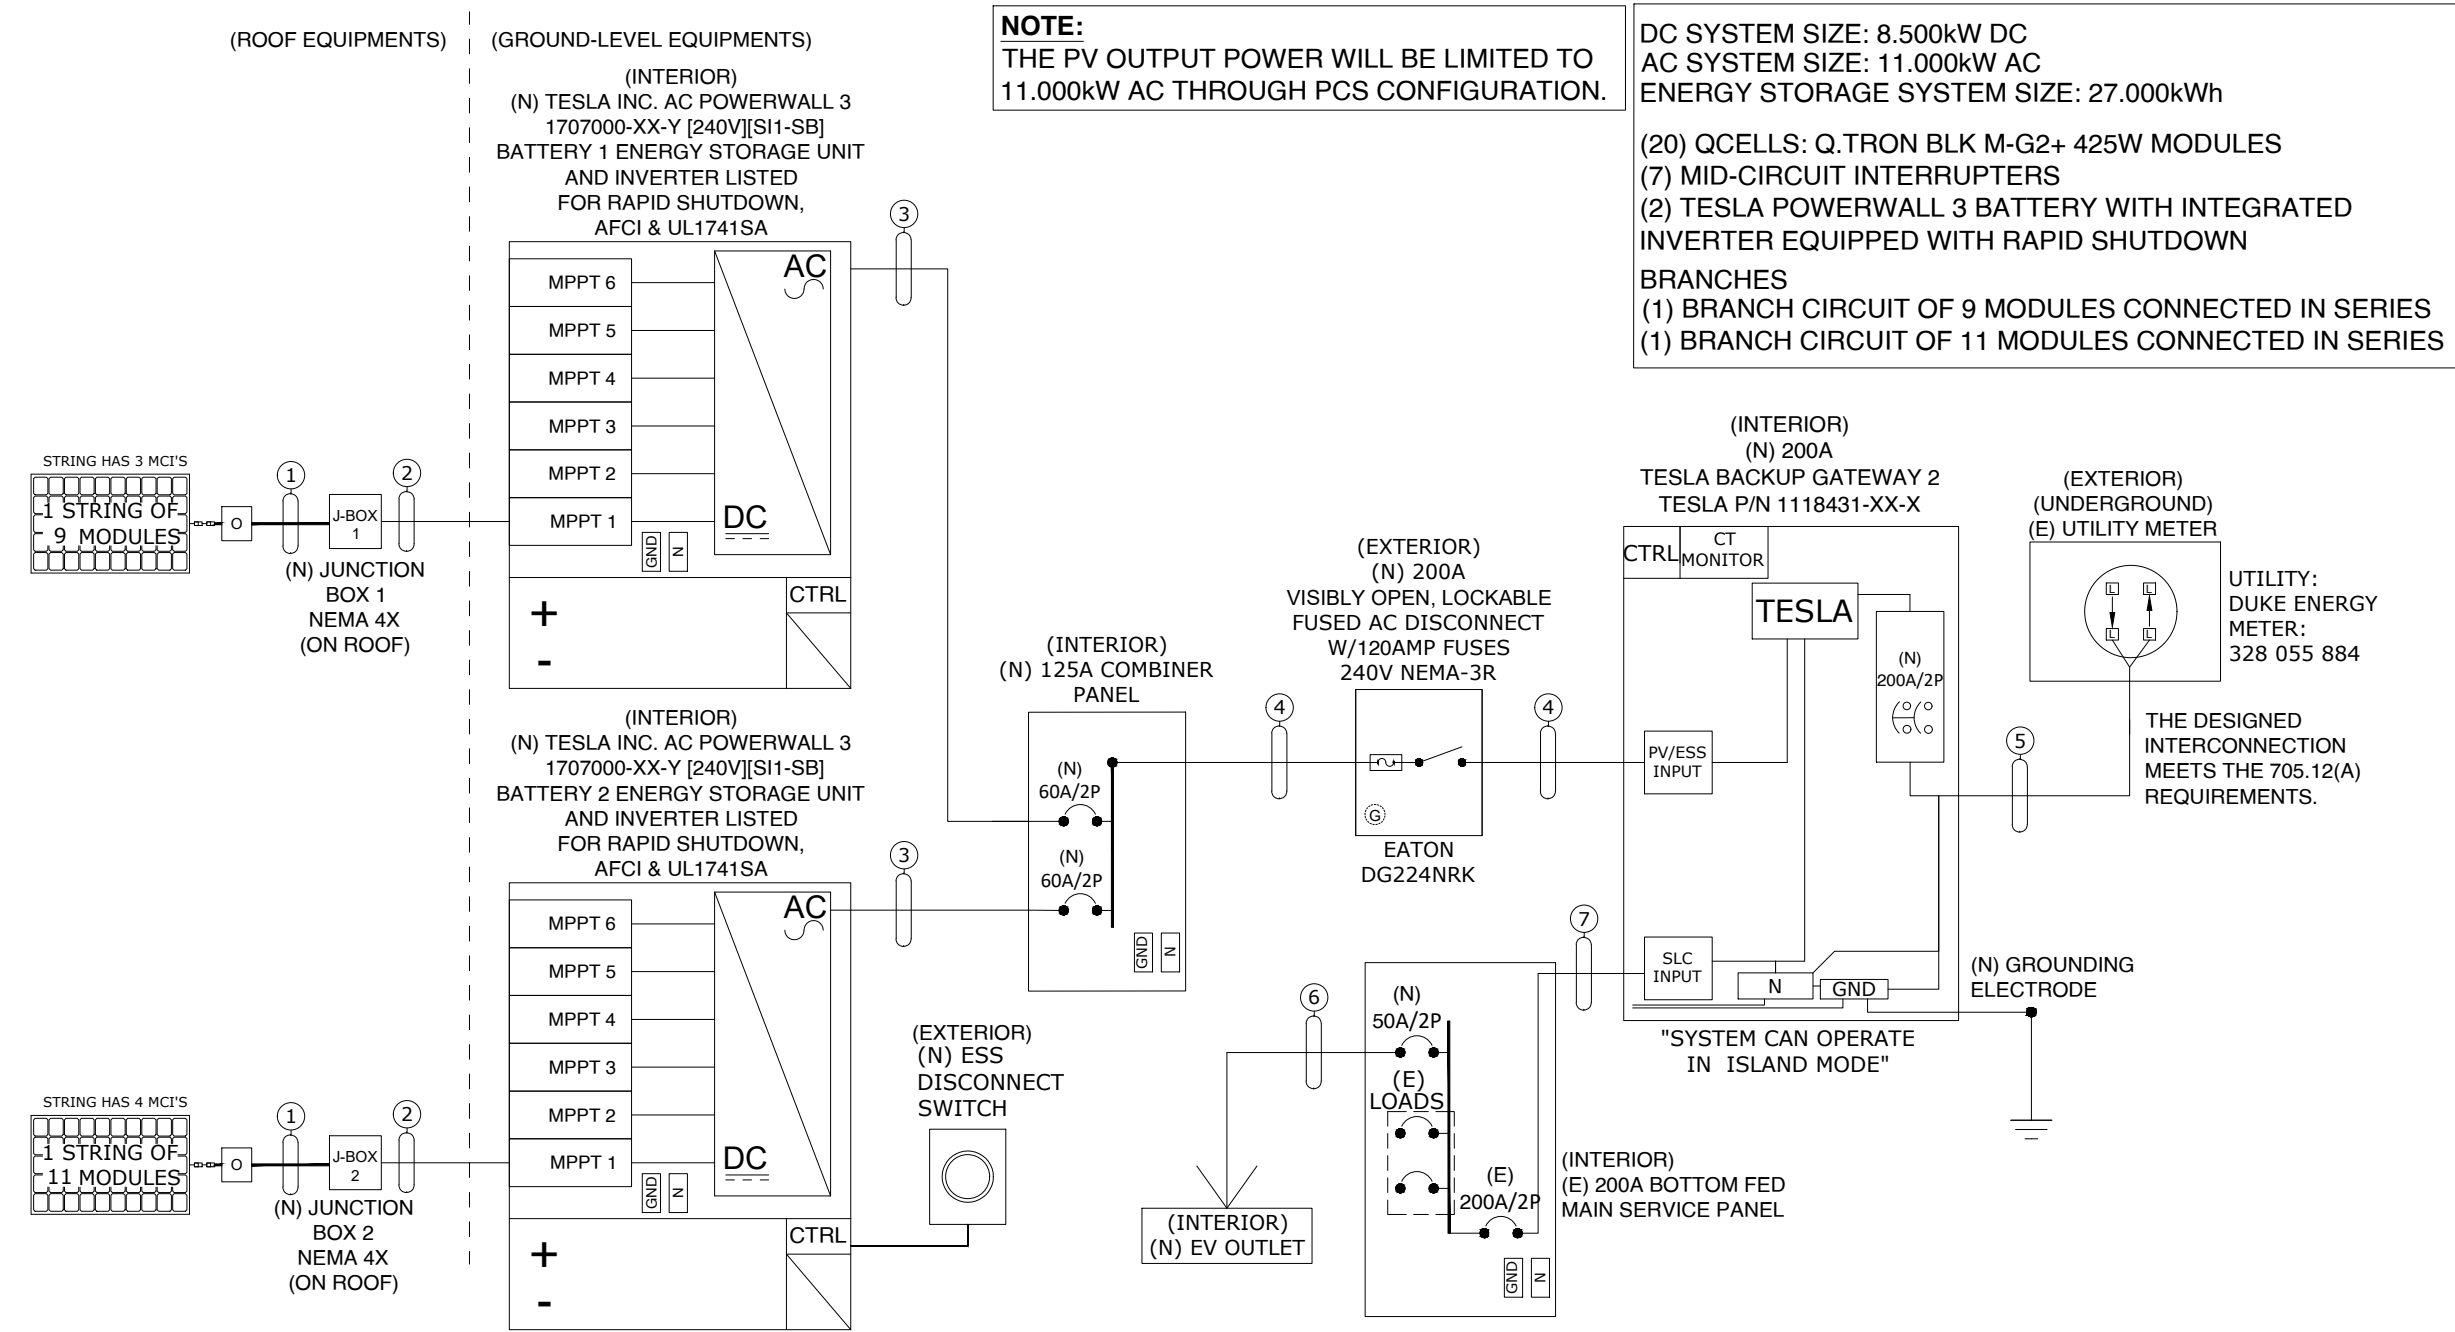 (ROOF EQUIPMENTS)
(GROUND-LEVEL EQUIPMENTS)
NOTE:
THE PV OUTPUT POWER WILL BE LIMITED TO
11.000kW AC THROUGH PCS CONFIGURATION.
DC SYSTEM SIZE: 8.500kW DC
AC SYSTEM SIZE: 11.000kW AC
ENERGY STORAGE SYSTEM SIZE: 27.000kWh
(20) QCELLS: Q.TRON BLK M-G2+ 425W MODULES
(7) MID-CIRCUIT INTERRUPTERS
(2) TESLA POWERWALL 3 BATTERY WITH INTEGRATED
INVERTER EQUIPPED WITH RAPID SHUTDOWN
BRANCHES
(1) BRANCH CIRCUIT OF 9 MODULES CONNECTED IN SERIES
(1) BRANCH CIRCUIT OF 11 MODULES CONNECTED IN SERIES
(INTERIOR)
(N) TESLA INC. AC POWERWALL 3
1707000-XX-Y [240V][SI1-SB]
BATTERY 1 ENERGY STORAGE UNIT
AND INVERTER LISTED
FOR RAPID SHUTDOWN,
AFCI & UL1741SA
3
MPPT 6
MPPT 5
MPPT 4
MPPT 3
MPPT 2
MPPT 1
AC
DC
GND
N
+
-
CTRL
STRING HAS 3 MCI'S
1 STRING OF
9 MODULES
O
1
J-BOX
1
2
(N) JUNCTION
BOX 1
NEMA 4X
(ON ROOF)
(INTERIOR)
(N) TESLA INC. AC POWERWALL 3
1707000-XX-Y [240V][SI1-SB]
BATTERY 2 ENERGY STORAGE UNIT
AND INVERTER LISTED
FOR RAPID SHUTDOWN,
AFCI & UL1741SA
3
MPPT 6
MPPT 5
MPPT 4
MPPT 3
MPPT 2
MPPT 1
AC
DC
GND
N
+
-
CTRL
STRING HAS 4 MCI'S
1 STRING OF
11 MODULES
O
1
J-BOX
2
2
(N) JUNCTION
BOX 2
NEMA 4X
(ON ROOF)
(EXTERIOR)
(N) ESS
DISCONNECT
SWITCH
(INTERIOR)
(N) 125A COMBINER
PANEL
(N)
60A/2P
(N)
60A/2P
GND
N
4
(EXTERIOR)
(N) 200A
VISIBLY OPEN, LOCKABLE
FUSED AC DISCONNECT
W/120AMP FUSES
240V NEMA-3R
G
EATON
DG224NRK
4
(INTERIOR)
(N) 200A
TESLA BACKUP GATEWAY 2
TESLA P/N 1118431-XX-X
CTRL
CT
MONITOR
TESLA
(N)
200A/2P
PV/ESS
INPUT
SLC
INPUT
N
GND
"SYSTEM CAN OPERATE
IN ISLAND MODE"
(EXTERIOR)
(UNDERGROUND)
(E) UTILITY METER
L
L
L
L
UTILITY:
DUKE ENERGY
METER:
328 055 884
5
THE DESIGNED
INTERCONNECTION
MEETS THE 705.12(A)
REQUIREMENTS.
(N) GROUNDING
ELECTRODE
7
6
(N)
50A/2P
(E)
LOADS
(E)
200A/2P
GND
N
(INTERIOR)
(E) 200A BOTTOM FED
MAIN SERVICE PANEL
(INTERIOR)
(N) EV OUTLET